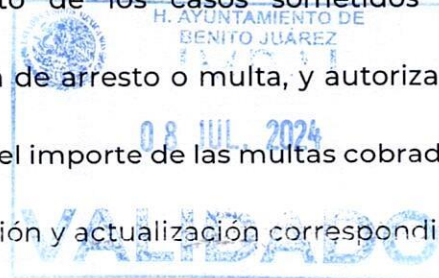 to de los casos sometidos
H. AYUNTAMIENTO DE
BENITO JUÁREZ
de arresto o multa, y autoriza
08 JUL. 2024
el importe de las multas cobrad
ión y actualización correspondi
VALIDADO